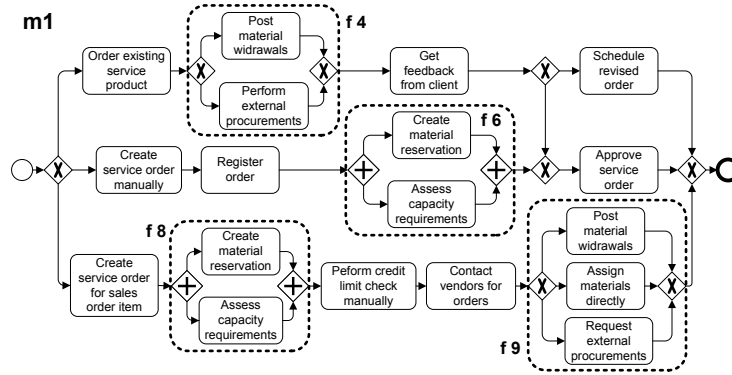 m1
f 4
Post
material widrawals
Perform
external
procurements
Order existing
service
product
Get
feedback
from client
Schedule
revised
order
Create
service order
manually
Register
order
f 6
Create
material
reservation
Assess
capacity
requirements
Approve
service
order
Create
service order
for sales
order item
f 8
Create
material
reservation
Assess
capacity
requirements
Peform credit
limit check
manually
Contact
vendors for
orders
f 9
Post
material
widrawals
Assign
materials
directly
Request
external
procurements